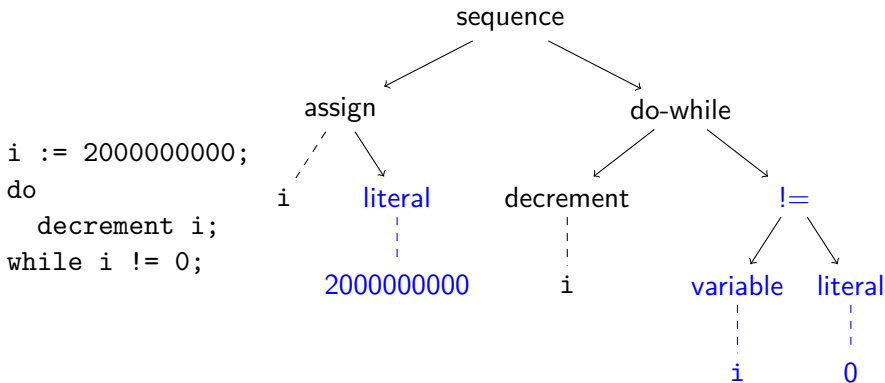 sequence
assign do-while
i := 2000000000;
do
decrement i;
while i != 0;
i literal decrement !=
2000000000 i variable literal
i 0